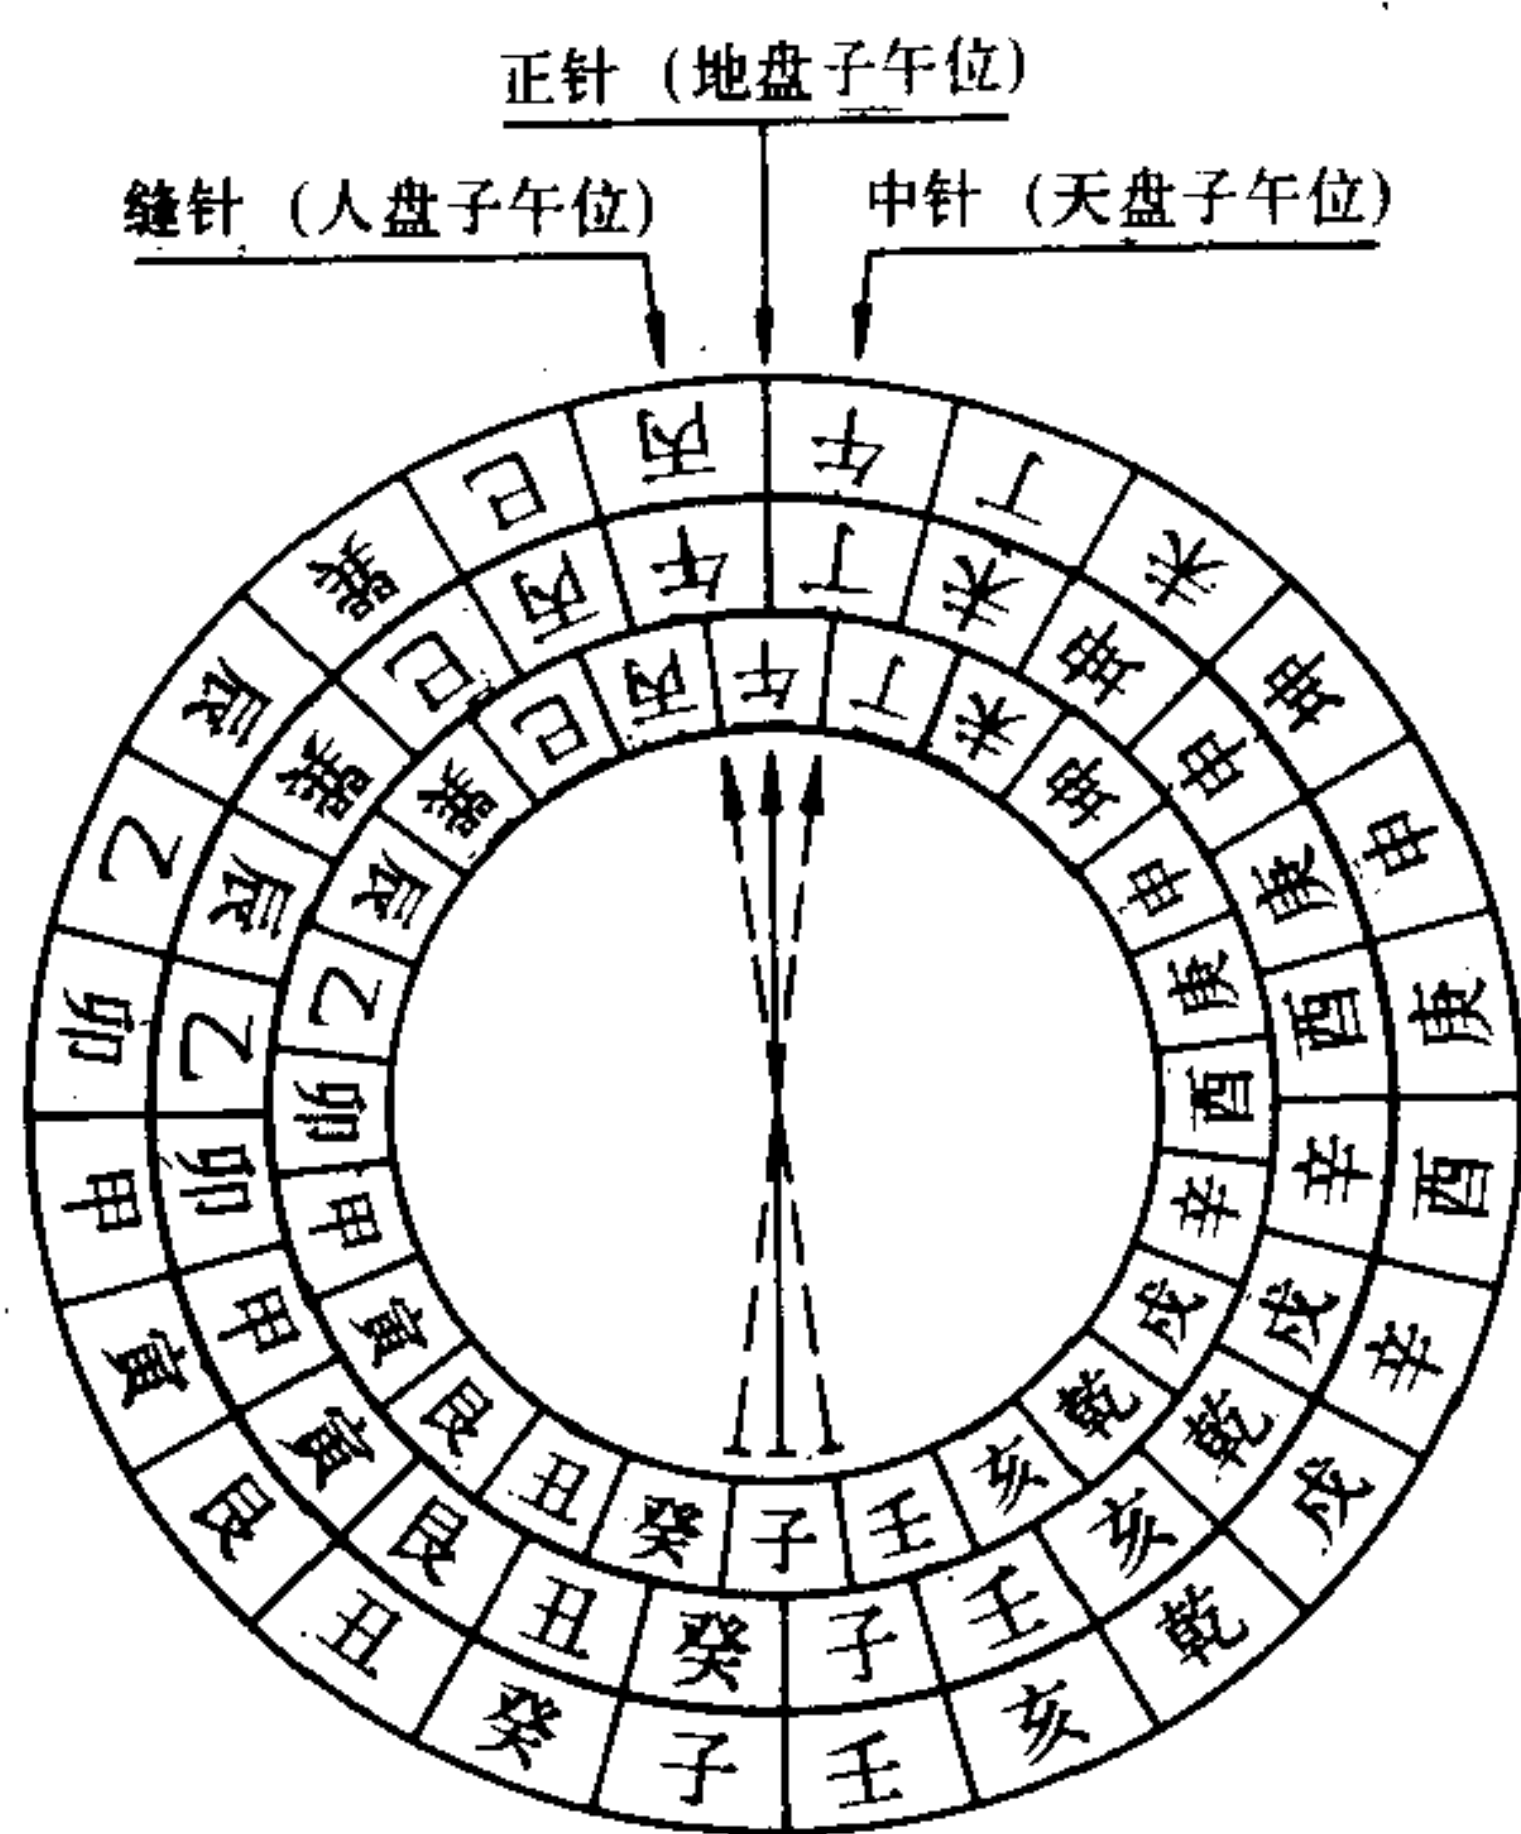 正针（地盘子午位）
缝针（人盘子午位）
中针（天盘子午位）
丙 午 丁 未 坤 申 庚 酉 辛 戌 乾 亥 壬 子 癸 丑 艮 寅 甲 卯 乙 辰 巽 巳
午 丁 未 坤 申 庚 酉 辛 戌 乾 亥 壬 子 癸 丑 艮 寅 甲 卯 乙 辰 巽 巳 丙
午 丁 未 坤 申 庚 酉 辛 戌 乾 亥 壬 子 癸 丑 艮 寅 甲 卯 乙 辰 巽 巳 丙